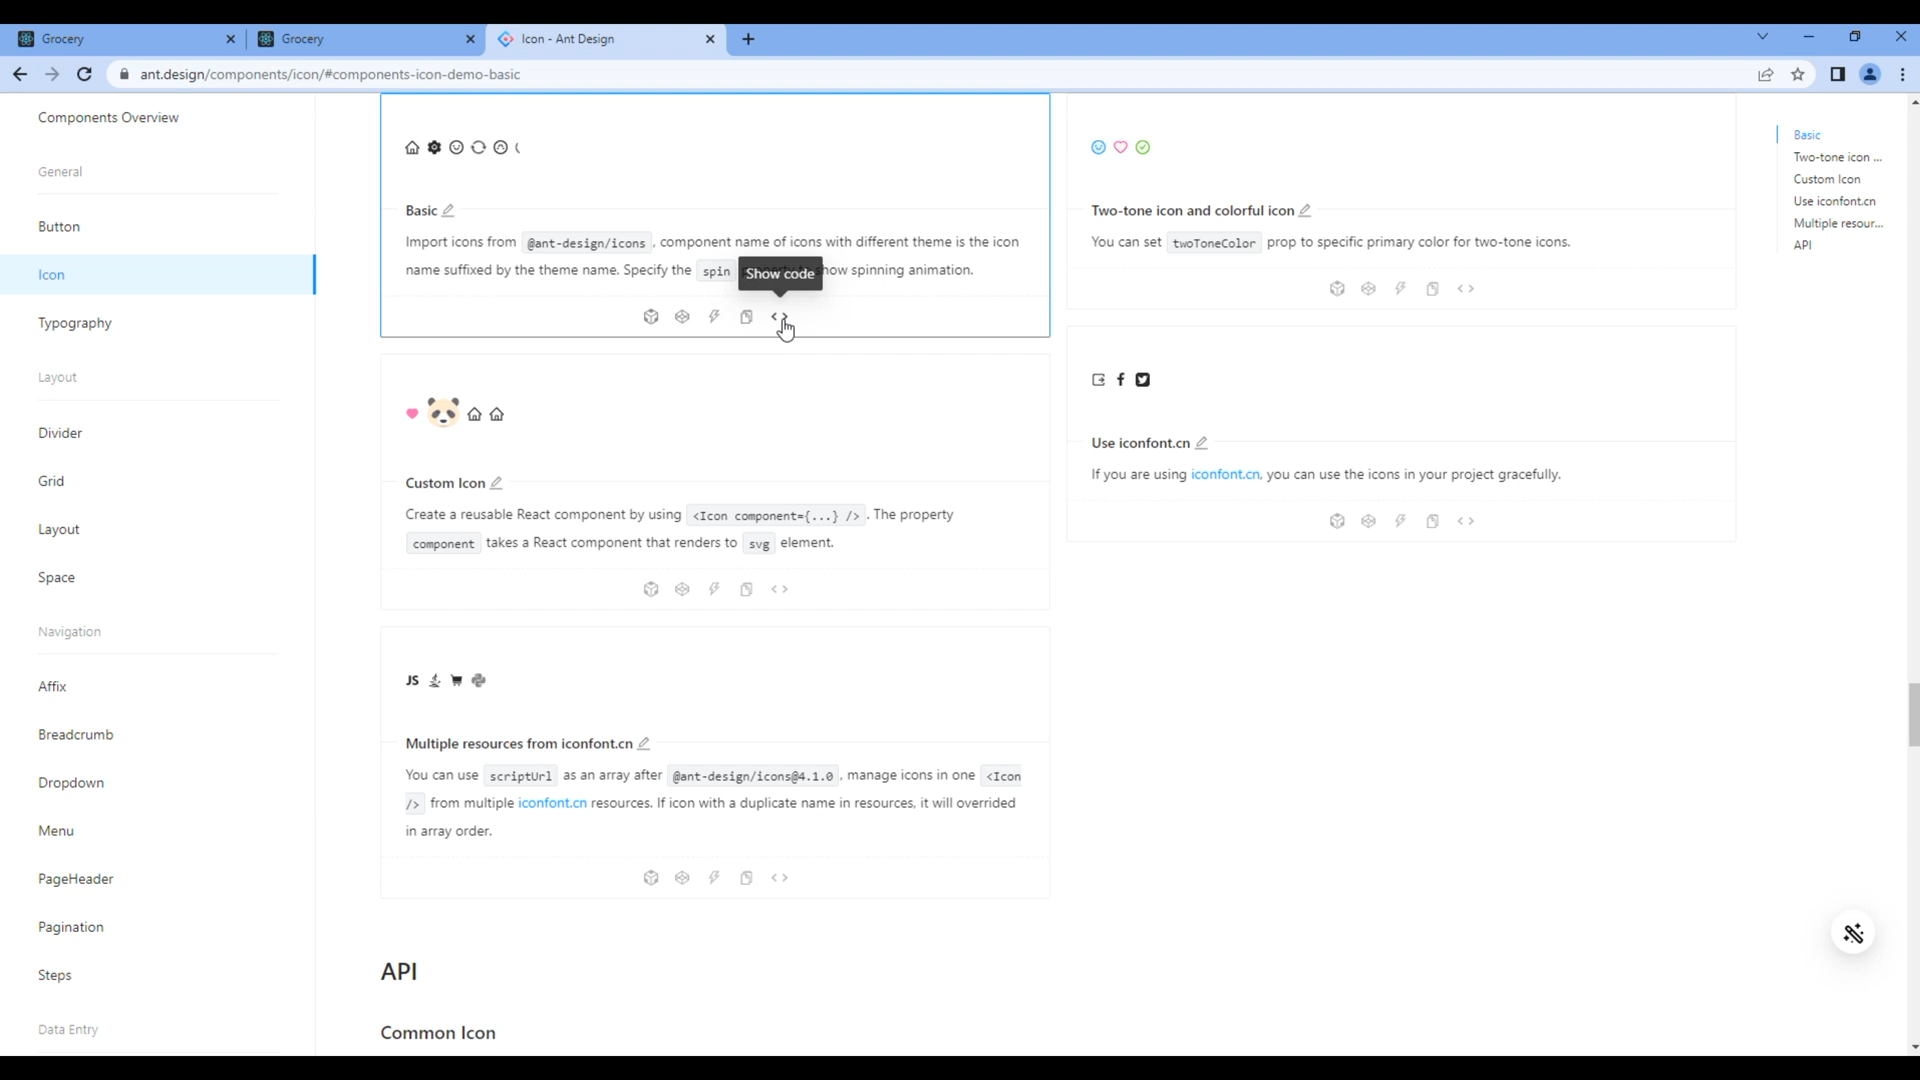 Grocery
Grocery
Icon - Ant Design
ant.design/components/icon/#components-icon-demo-basic
Components Overview
General
Button
Icon
Typography
Layout
Divider
Grid
Layout
Space
Navigation
Affix
Breadcrumb
Dropdown
Menu
PageHeader
Pagination
Steps
Data Entry
Basic
Import icons from @ant-design/icons , component name of icons with different theme is the icon
name suffixed by the theme name. Specify the spin show spinning animation.
Show code
Custom Icon
Create a reusable React component by using <Icon component={...} /> . The property
component takes a React component that renders to svg element.
JS
Multiple resources from iconfont.cn
You can use scriptUrl as an array after @ant-design/icons@4.1.0 , manage icons in one <Icon
/> from multiple iconfont.cn resources. If icon with a duplicate name in resources, it will overrided
in array order.
Two-tone icon and colorful icon
You can set twoToneColor prop to specific primary color for two-tone icons.
Use iconfont.cn
If you are using iconfont.cn, you can use the icons in your project gracefully.
API
Common Icon
Basic
Two-tone icon ...
Custom Icon
Use iconfont.cn
Multiple resour...
API